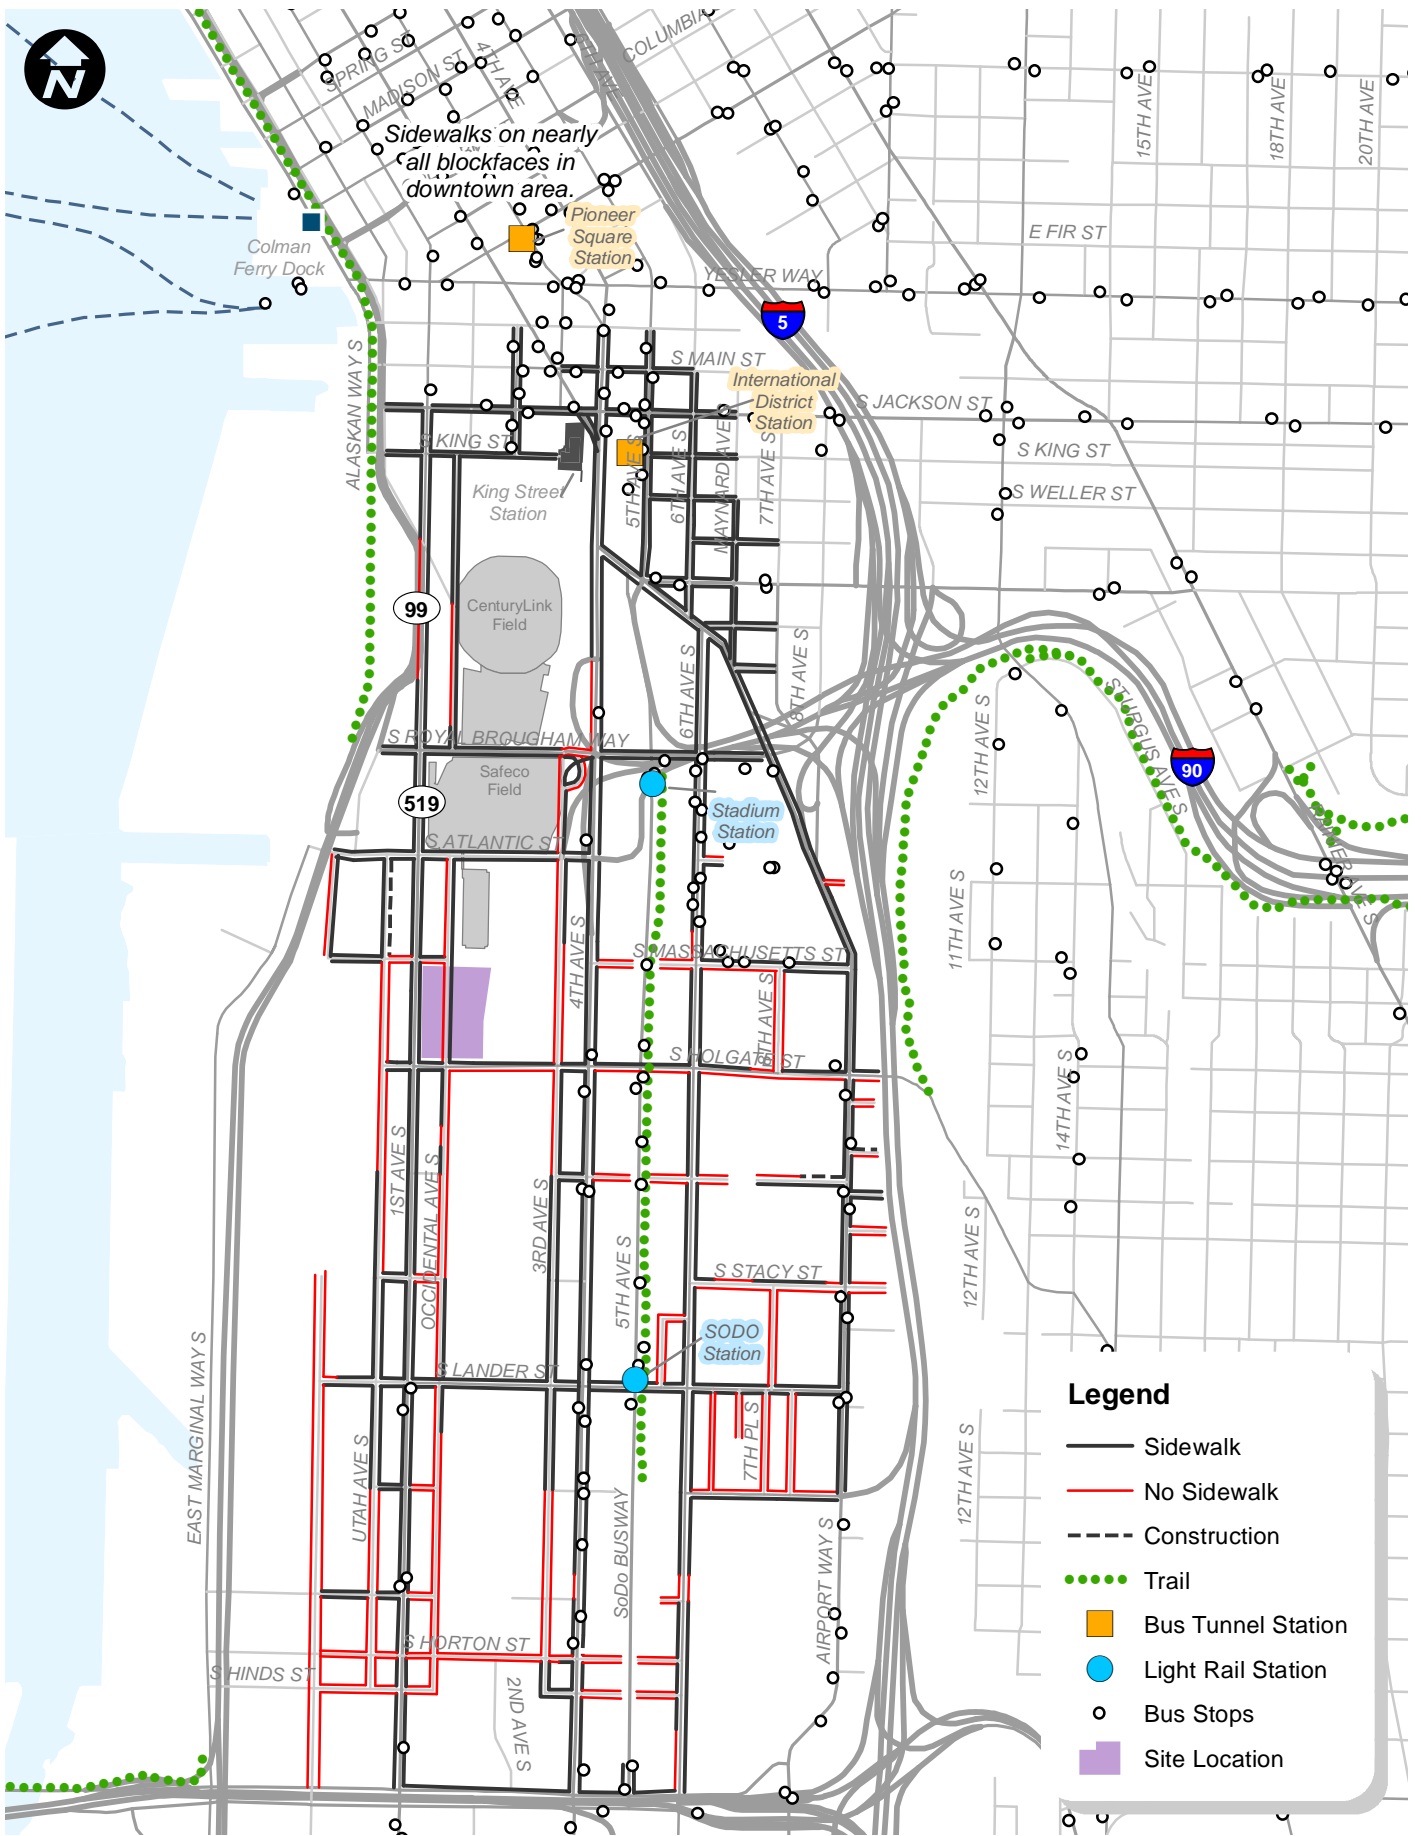 N
SPRING ST
MADISON ST
4TH AVE
COLUMBIA
Sidewalks on nearly
all blockfaces in
downtown area.
15TH AVE
18TH AVE
20TH AVE
Pioneer
Square
Station
Colman
Ferry Dock
E FIR ST
YESLER WAY
5
S MAIN ST
International
District
Station
S JACKSON ST
ALASKAN WAY S
S KING ST
S KING ST
King Street
Station
5TH AVE S
6TH AVE S
MAYNARD AVE S
7TH AVE S
S WELLER ST
99
CenturyLink
Field
6TH AVE S
8TH AVE S
12TH AVE S
STURGUS AVE S
90
S ROYAL BROUGHAM WAY
Safeco
Field
519
Stadium
Station
S ATLANTIC ST
RAINIER AVE S
11TH AVE S
4TH AVE S
S MASSACHUSETTS ST
8TH AVE S
S HOLGATE ST
14TH AVE S
1ST AVE S
OCCIDENTAL AVE S
3RD AVE S
5TH AVE S
12TH AVE S
S STACY ST
SODO
Station
EAST MARGINAL WAY S
S LANDER ST
UTAH AVE S
7TH PL S
12TH AVE S
SoDo BUSWAY
AIRPORT WAY S
S HORTON ST
S HINDS ST
2ND AVE S
Legend
Sidewalk
No Sidewalk
Construction
Trail
Bus Tunnel Station
Light Rail Station
Bus Stops
Site Location